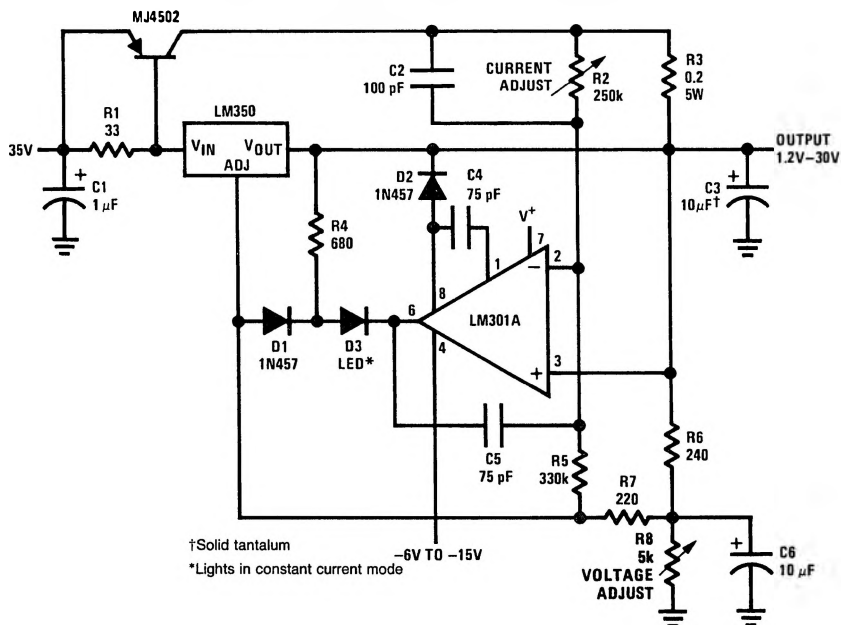 MJ4502
C2
100 pF
CURRENT
ADJUST
R2
250k
R3
0.2
5W
R1
33
LM350
VIN
VOUT
ADJ
35V
C1
+
1 μF
D2
1N457
C4
75 pF
V+
7
OUTPUT
1.2V–30V
+
C3
10μF†
R4
680
8
1
–
2
6
LM301A
4
+
3
D1
1N457
D3
LED*
C5
75 pF
R5
330k
R6
240
R7
220
R8
5k
VOLTAGE
ADJUST
+
C6
10 μF
†Solid tantalum
*Lights in constant current mode
–6V TO –15V